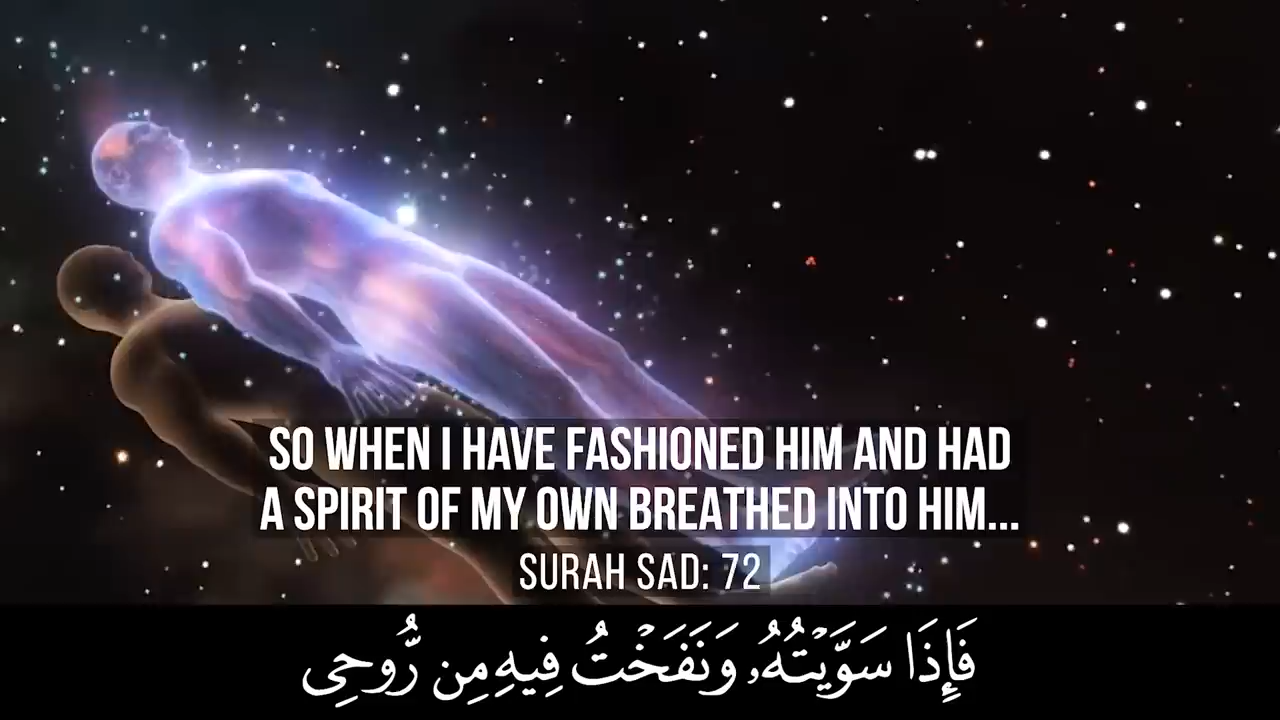 SO WHEN I HAVE FASHIONED HIM AND HAD
A SPIRIT OF MY OWN BREATHED INTO HIM...
SURAH SAD: 72
فَإِذَا سَوَّيْتُهُۥ وَنَفَخْتُ فِيهِ مِن رُّوحِى